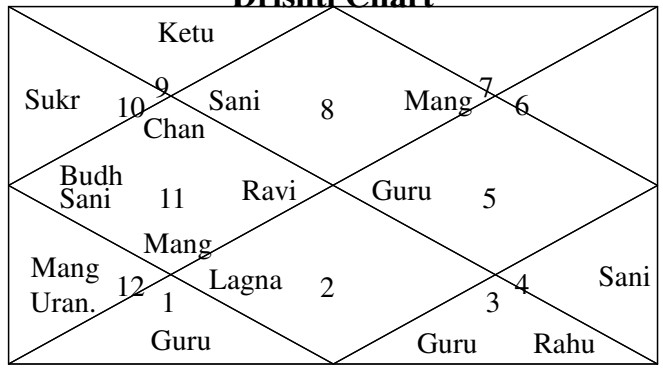 Drishti Chart
Ketu
9 7
Sukr 10 Sani 8 Mang 6
Chan
Budh
Sani 11 Ravi Guru 5
Mang
Mang 12 Lagna 2 4 Sani
Uran. 1 3
Guru Guru Rahu